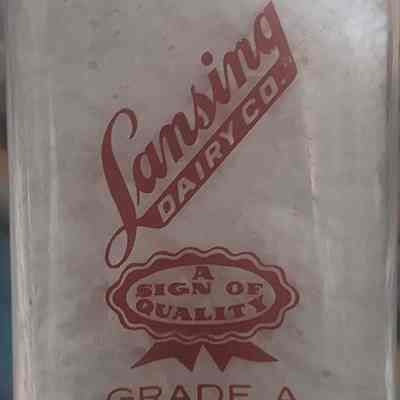 Lansing
DAIRY CO.
A
SIGN OF
QUALITY
GRADE A